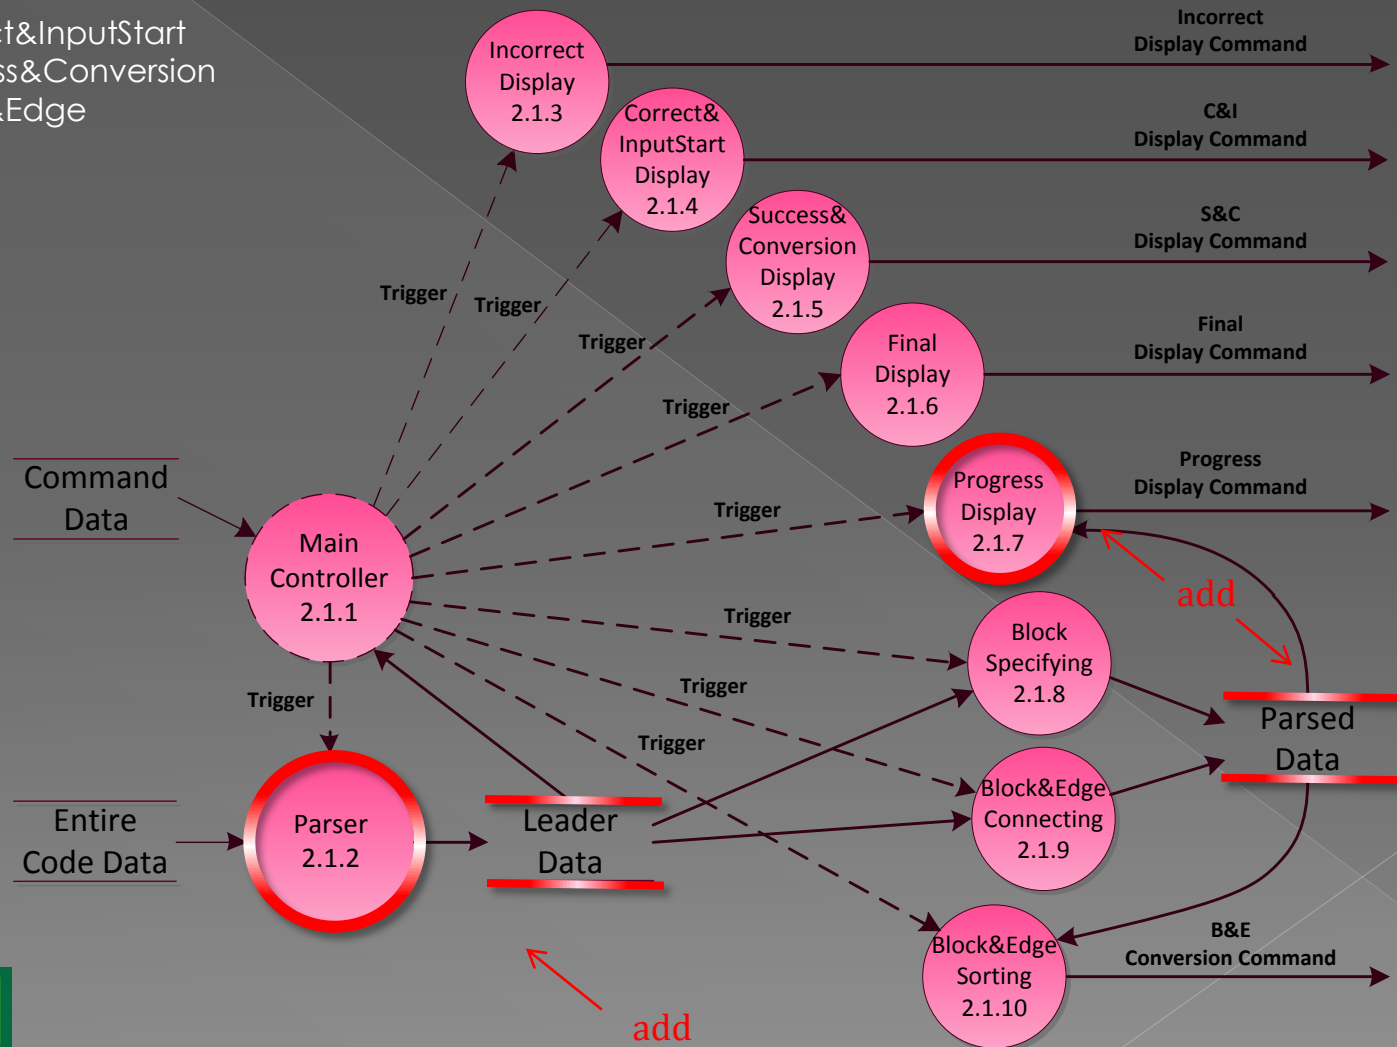 ct&InputStart
ss&Conversion
&Edge
Incorrect
Display
2.1.3
Incorrect
Display Command
Correct&
InputStart
Display
2.1.4
C&I
Display Command
Success&
Conversion
Display
2.1.5
S&C
Display Command
Final
Display
2.1.6
Final
Display Command
Trigger
Trigger
Trigger
Trigger
Command
Data
Main
Controller
2.1.1
Trigger
Progress
Display
2.1.7
Progress
Display Command
add
Trigger
Block
Specifying
2.1.8
Trigger
Trigger
Trigger
Parsed
Data
Entire
Code Data
Parser
2.1.2
Leader
Data
Block&Edge
Connecting
2.1.9
Block&Edge
Sorting
2.1.10
B&E
Conversion Command
add